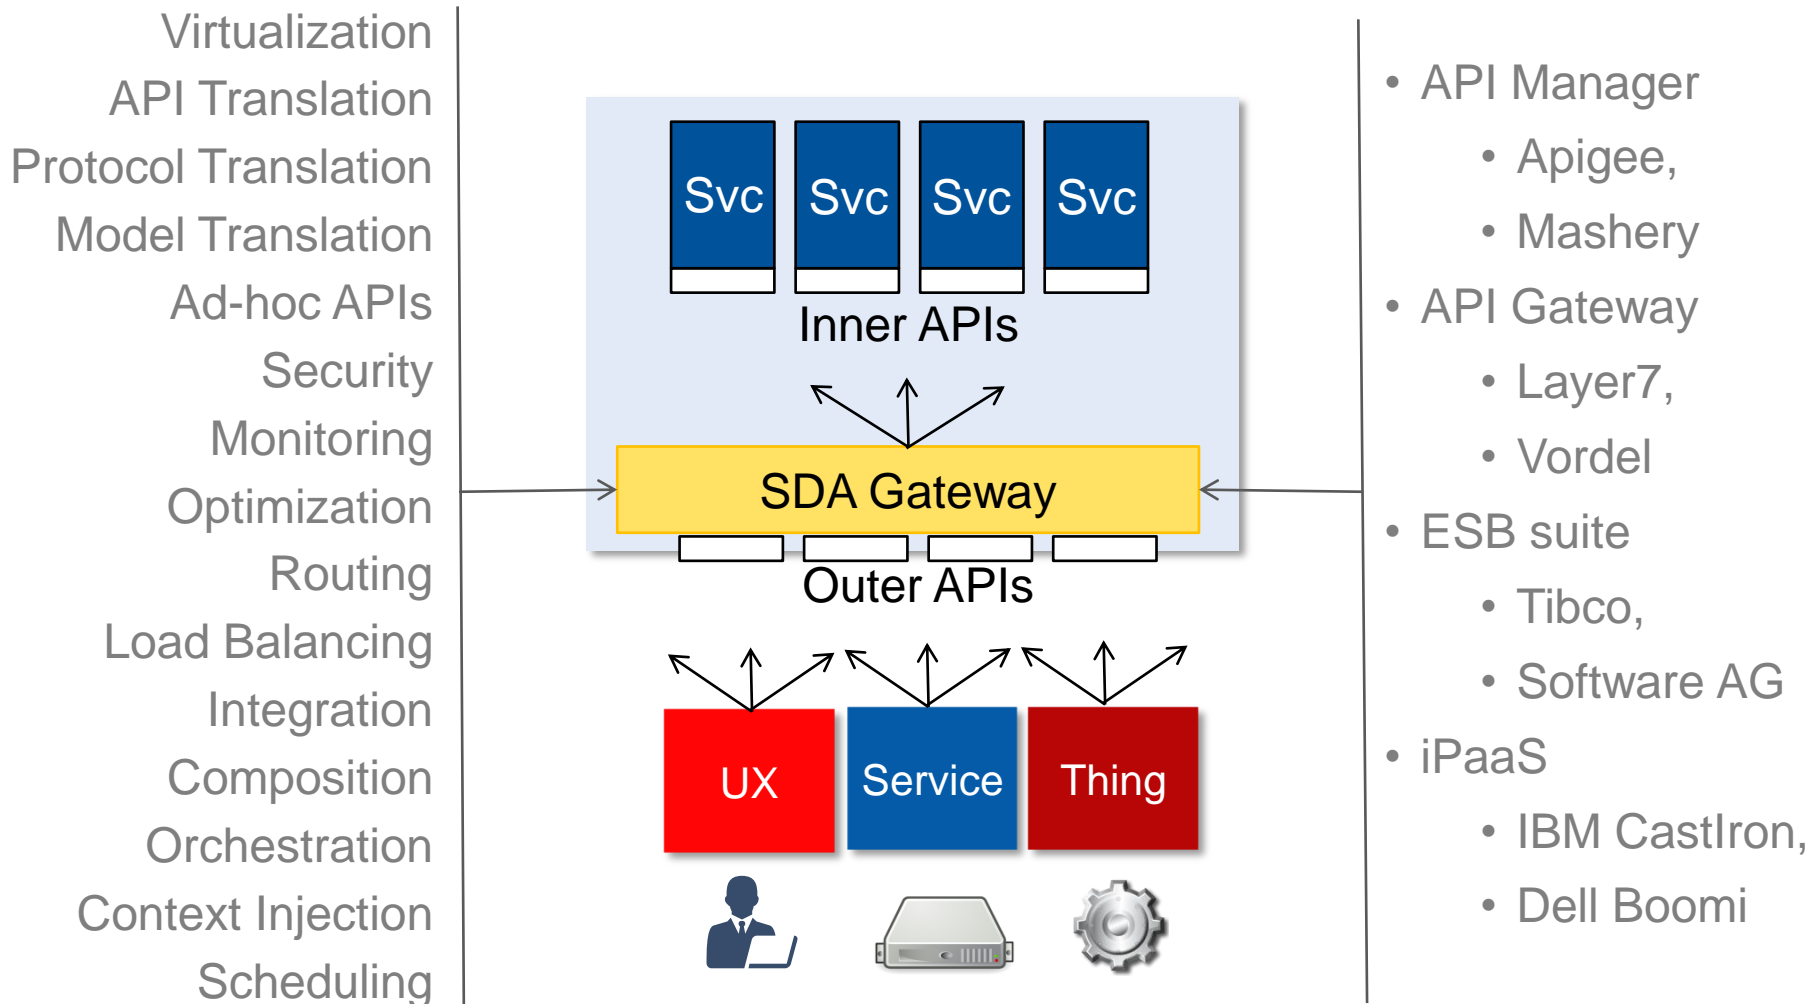 Virtualization
API Translation
Protocol Translation
Model Translation
Ad-hoc APIs
Security
Monitoring
Optimization
Routing
Load Balancing
Integration
Composition
Orchestration
Context Injection
Scheduling
Svc
Svc
Svc
Svc
Inner APIs
SDA Gateway
Outer APIs
UX
Service
Thing
• API Manager
• Apigee,
• Mashery
• API Gateway
• Layer7,
• Vordel
• ESB suite
• Tibco,
• Software AG
• iPaaS
• IBM CastIron,
• Dell Boomi